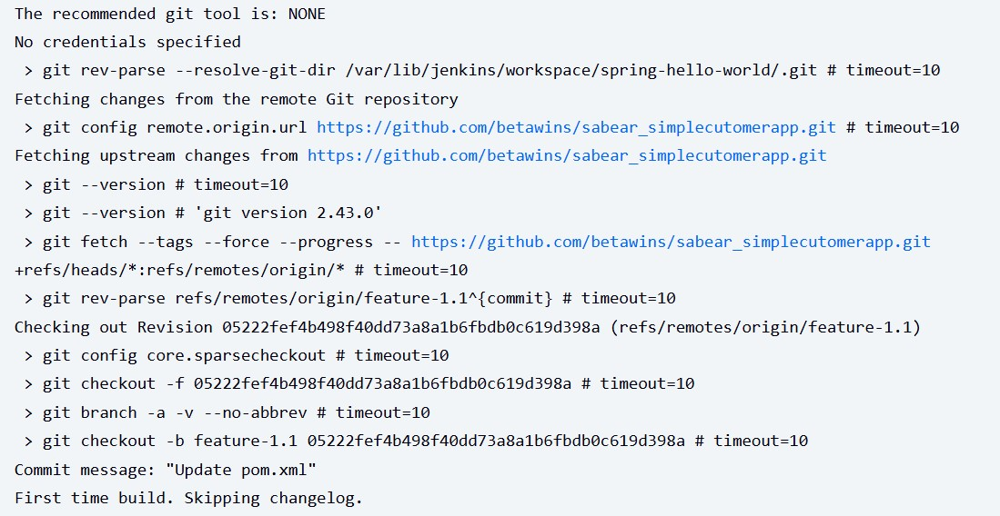 The recommended git tool is: NONE
No credentials specified
 > git rev-parse --resolve-git-dir /var/lib/jenkins/workspace/spring-hello-world/.git # timeout=10
Fetching changes from the remote Git repository
 > git config remote.origin.url https://github.com/betawins/sabear_simplecutomerapp.git # timeout=10
Fetching upstream changes from https://github.com/betawins/sabear_simplecutomerapp.git
 > git --version # timeout=10
 > git --version # 'git version 2.43.0'
 > git fetch --tags --force --progress -- https://github.com/betawins/sabear_simplecutomerapp.git
+refs/heads/*:refs/remotes/origin/* # timeout=10
 > git rev-parse refs/remotes/origin/feature-1.1^{commit} # timeout=10
Checking out Revision 05222fef4b498f40dd73a8a1b6fbdb0c619d398a (refs/remotes/origin/feature-1.1)
 > git config core.sparsecheckout # timeout=10
 > git checkout -f 05222fef4b498f40dd73a8a1b6fbdb0c619d398a # timeout=10
 > git branch -a -v --no-abbrev # timeout=10
 > git checkout -b feature-1.1 05222fef4b498f40dd73a8a1b6fbdb0c619d398a # timeout=10
Commit message: "Update pom.xml"
First time build. Skipping changelog.